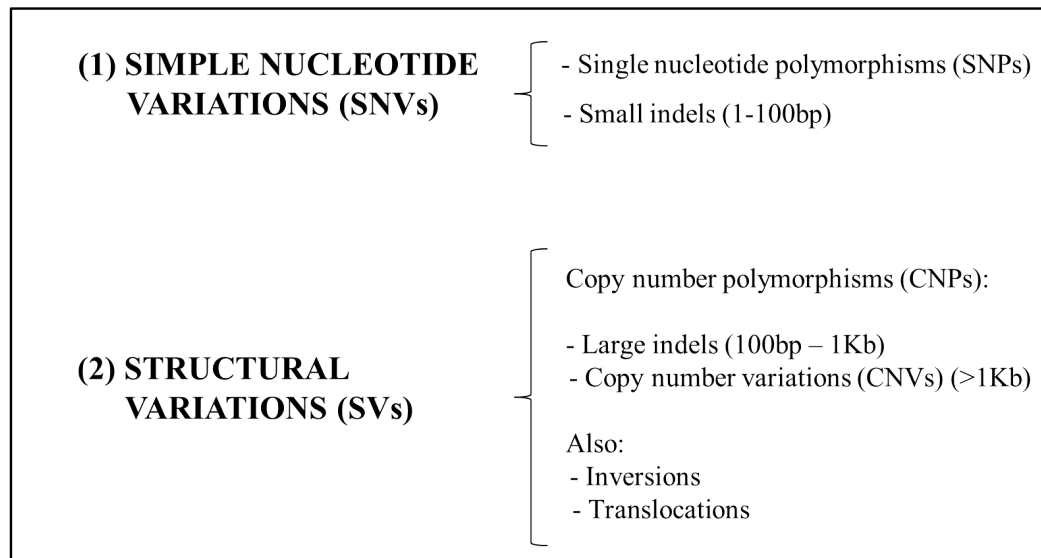 (1) SIMPLE NUCLEOTIDE
VARIATIONS (SNVs)
- Single nucleotide polymorphisms (SNPs)
- Small indels (1-100bp)
(2) STRUCTURAL
VARIATIONS (SVs)
Copy number polymorphisms (CNPs):
- Large indels (100bp – 1Kb)
- Copy number variations (CNVs) (>1Kb)
Also:
- Inversions
- Translocations